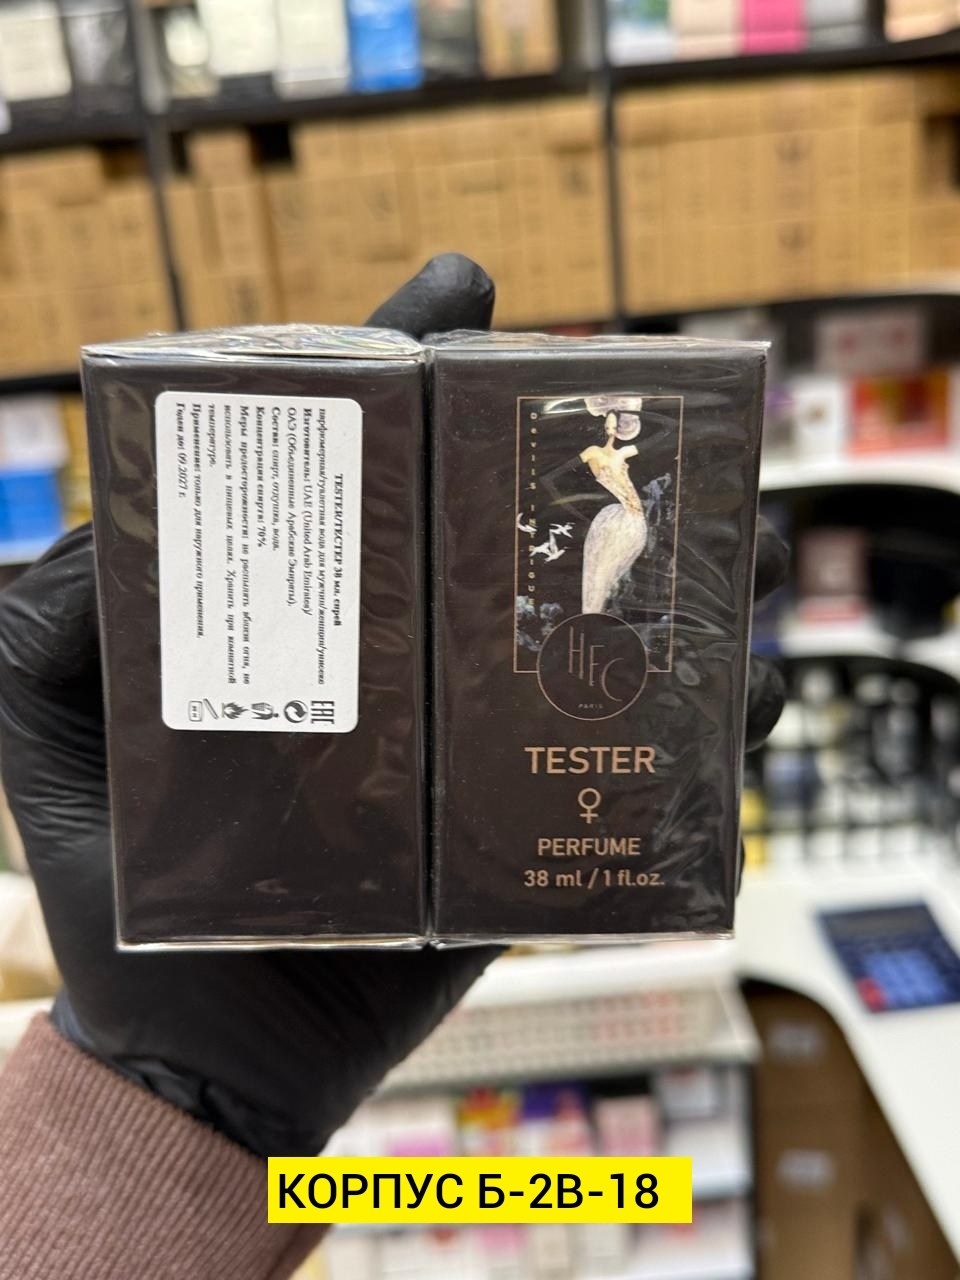 TESTER/ТЕСТЕР 38 мл. спрей
парфюмерная/туалетная вода для мужчин/женщин/унисекс
Изготовитель: UAE (United Arab Emirates)/
ОАЭ (Объединенные Арабские Эмираты).
Состав: спирт, отдушка, вода.
Концентрация спирта: 70%
Меры предосторожности: не распылять вблизи огня, не
использовать в пищевых целях. Хранить при комнатной
температуре.
Применение: только для наружного применения.
Годен до: 09.2027 г.
EAC
DEVILS
HFC
PARIS
TESTER
PERFUME
38 ml / 1 fl.oz.
КОРПУС Б-2В-18